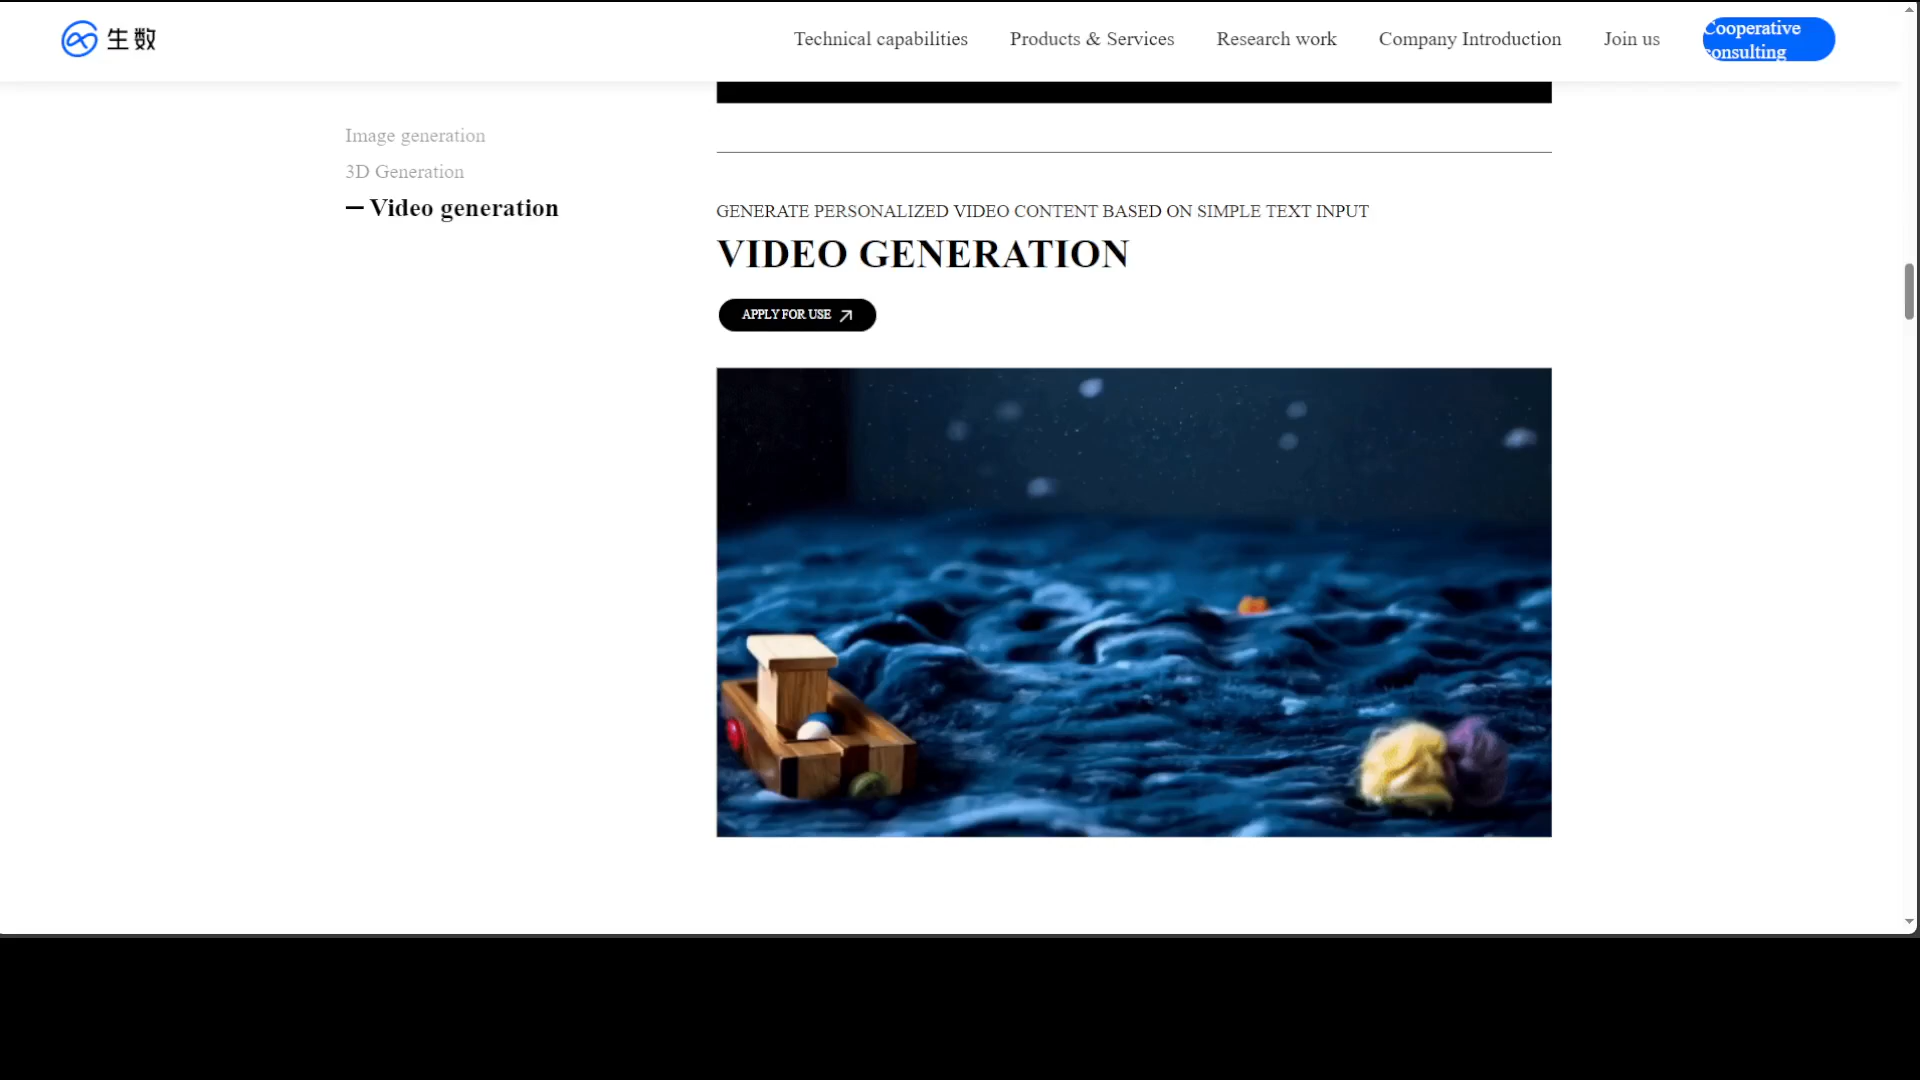 生数
Technical capabilities
Products & Services
Research work
Company Introduction
Join us
Cooperative
consulting
Image generation
3D Generation
Video generation
GENERATE PERSONALIZED VIDEO CONTENT BASED ON SIMPLE TEXT INPUT
VIDEO GENERATION
APPLY FOR USE